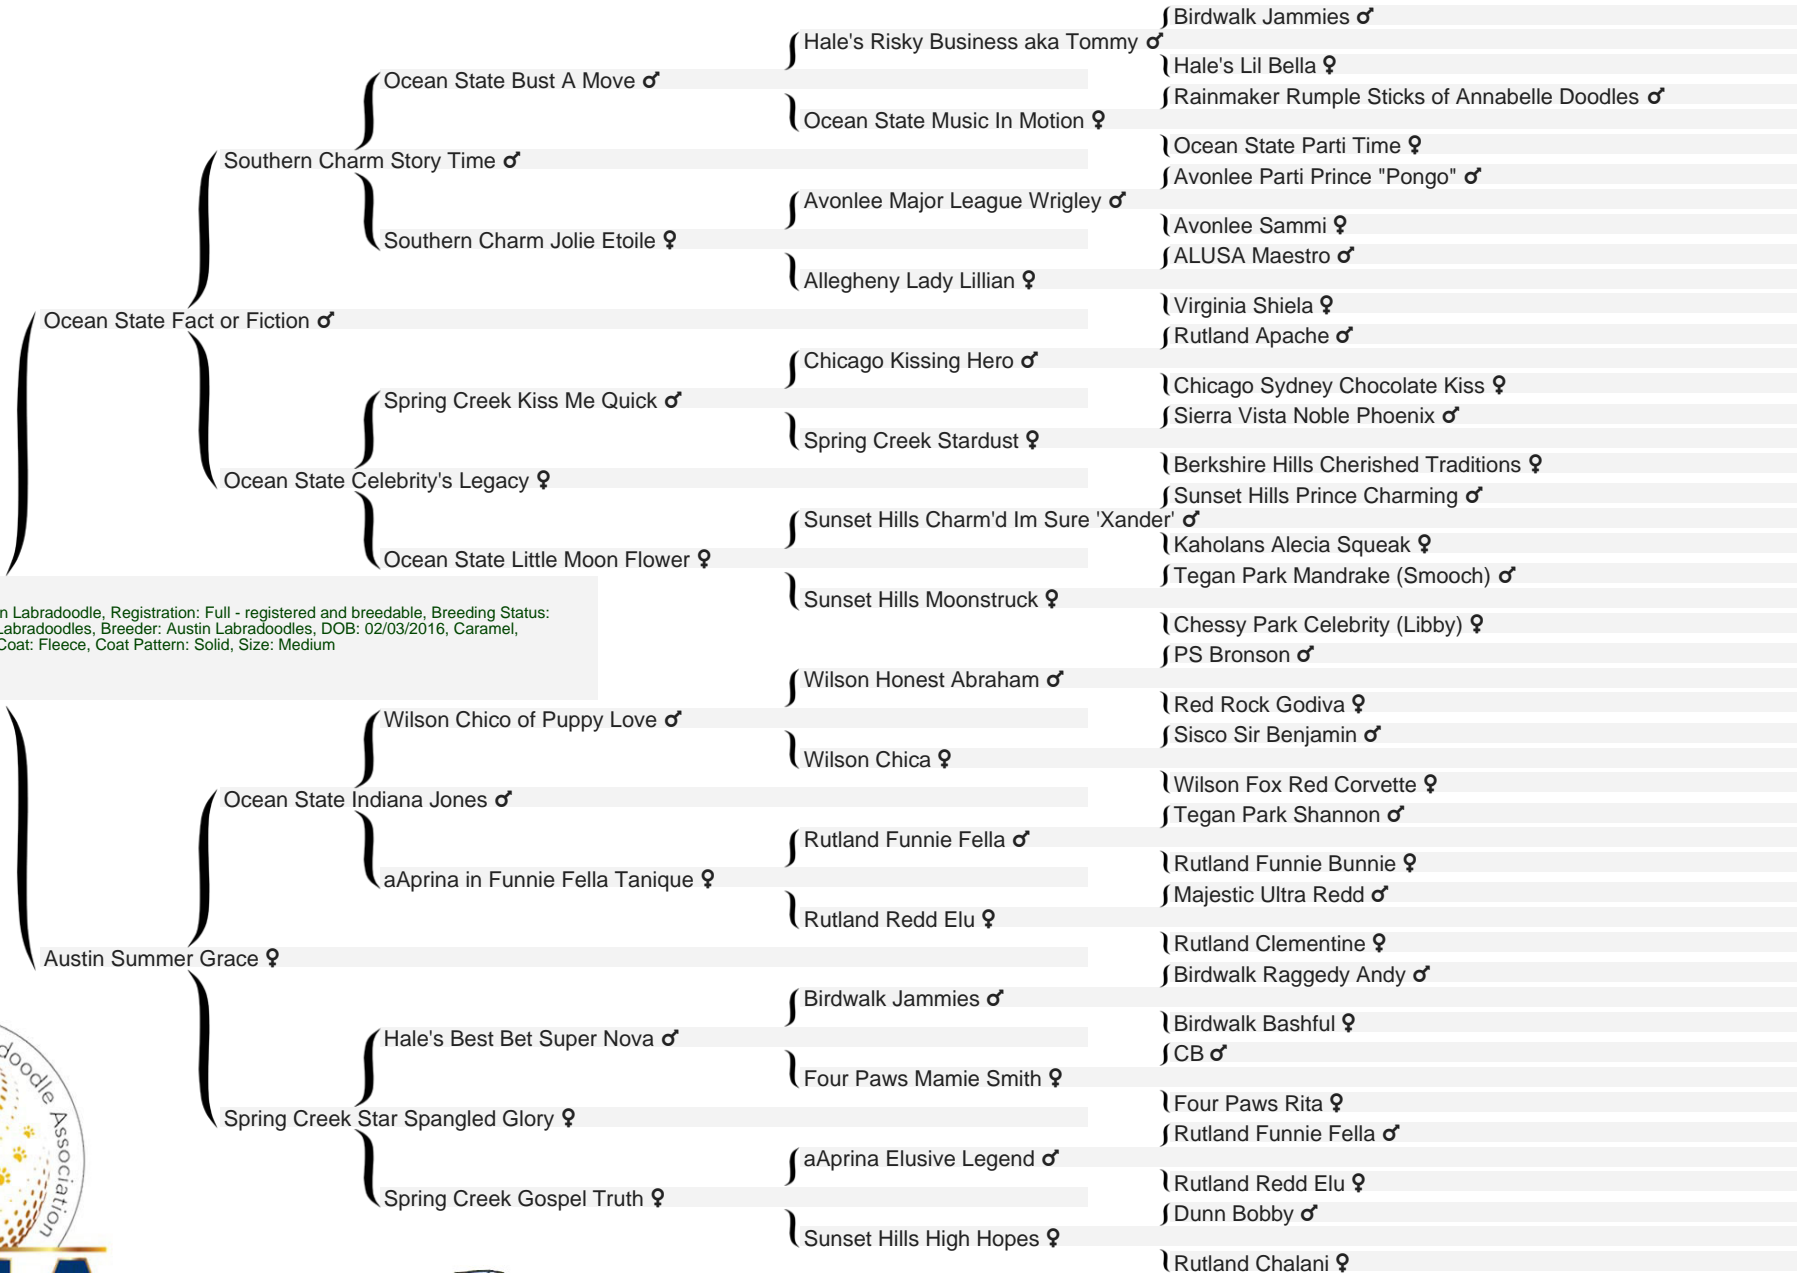 Birdwalk Jammies ♂
Hale's Risky Business aka Tommy ♂
Hale's Lil Bella ♀
Ocean State Bust A Move ♂
Rainmaker Rumple Sticks of Annabelle Doodles ♂
Ocean State Music In Motion ♀
Ocean State Parti Time ♀
Southern Charm Story Time ♂
Avonlee Parti Prince "Pongo" ♂
Avonlee Major League Wrigley ♂
Avonlee Sammi ♀
Southern Charm Jolie Etoile ♀
ALUSA Maestro ♂
Allegheny Lady Lillian ♀
Virginia Shiela ♀
Ocean State Fact or Fiction ♂
Rutland Apache ♂
Chicago Kissing Hero ♂
Chicago Sydney Chocolate Kiss ♀
Spring Creek Kiss Me Quick ♂
Sierra Vista Noble Phoenix ♂
Spring Creek Stardust ♀
Berkshire Hills Cherished Traditions ♀
Ocean State Celebrity's Legacy ♀
Sunset Hills Prince Charming ♂
Sunset Hills Charm'd Im Sure 'Xander' ♂
Kaholans Alecia Squeak ♀
Ocean State Little Moon Flower ♀
Tegan Park Mandrake (Smooch) ♂
Sunset Hills Moonstruck ♀
Chessy Park Celebrity (Libby) ♀
n Labradoodle, Registration: Full - registered and breedable, Breeding Status:
Labradoodles, Breeder: Austin Labradoodles, DOB: 02/03/2016, Caramel,
Coat: Fleece, Coat Pattern: Solid, Size: Medium
PS Bronson ♂
Wilson Honest Abraham ♂
Red Rock Godiva ♀
Wilson Chico of Puppy Love ♂
Sisco Sir Benjamin ♂
Wilson Chica ♀
Wilson Fox Red Corvette ♀
Ocean State Indiana Jones ♂
Tegan Park Shannon ♂
Rutland Funnie Fella ♂
Rutland Funnie Bunnie ♀
aAprina in Funnie Fella Tanique ♀
Majestic Ultra Redd ♂
Rutland Redd Elu ♀
Rutland Clementine ♀
Austin Summer Grace ♀
Birdwalk Raggedy Andy ♂
Birdwalk Jammies ♂
Birdwalk Bashful ♀
Hale's Best Bet Super Nova ♂
CB ♂
Four Paws Mamie Smith ♀
Four Paws Rita ♀
Spring Creek Star Spangled Glory ♀
Rutland Funnie Fella ♂
aAprina Elusive Legend ♂
Rutland Redd Elu ♀
Spring Creek Gospel Truth ♀
Dunn Bobby ♂
Sunset Hills High Hopes ♀
Rutland Chalani ♀
doodle Association
A